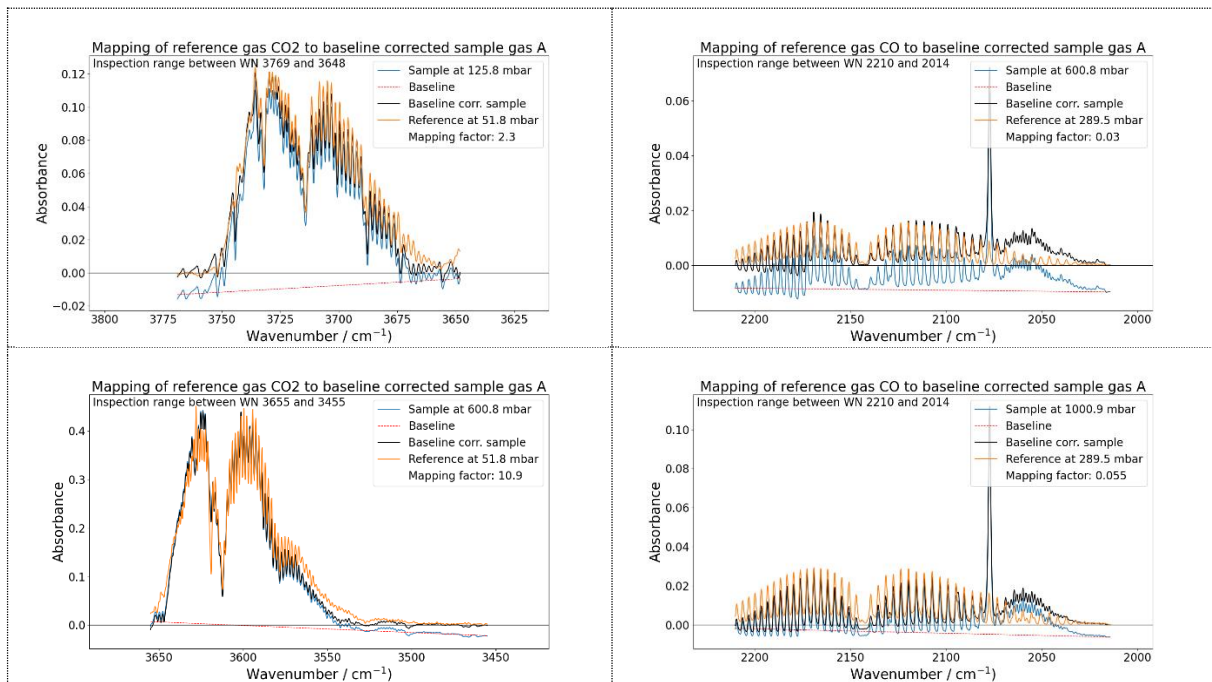 Mapping of reference gas CO2 to baseline corrected sample gas A
Inspection range between WN 3769 and 3648
Sample at 125.8 mbar
Baseline
Baseline corr. sample
Reference at 51.8 mbar
Mapping factor: 2.3
Absorbance
0.12
0.10
0.08
0.06
0.04
0.02
0.00
−0.02
3800 3775 3750 3725 3700 3675 3650 3625
Wavenumber / cm⁻¹)
Mapping of reference gas CO to baseline corrected sample gas A
Inspection range between WN 2210 and 2014
Sample at 600.8 mbar
Baseline
Baseline corr. sample
Reference at 289.5 mbar
Mapping factor: 0.03
Absorbance
0.06
0.04
0.02
0.00
2200 2150 2100 2050 2000
Wavenumber / cm⁻¹)
Mapping of reference gas CO2 to baseline corrected sample gas A
Inspection range between WN 3655 and 3455
Sample at 600.8 mbar
Baseline
Baseline corr. sample
Reference at 51.8 mbar
Mapping factor: 10.9
Absorbance
0.4
0.3
0.2
0.1
0.0
3650 3600 3550 3500 3450
Wavenumber / cm⁻¹)
Mapping of reference gas CO to baseline corrected sample gas A
Inspection range between WN 2210 and 2014
Sample at 1000.9 mbar
Baseline
Baseline corr. sample
Reference at 289.5 mbar
Mapping factor: 0.055
Absorbance
0.10
0.08
0.06
0.04
0.02
0.00
2200 2150 2100 2050 2000
Wavenumber / cm⁻¹)